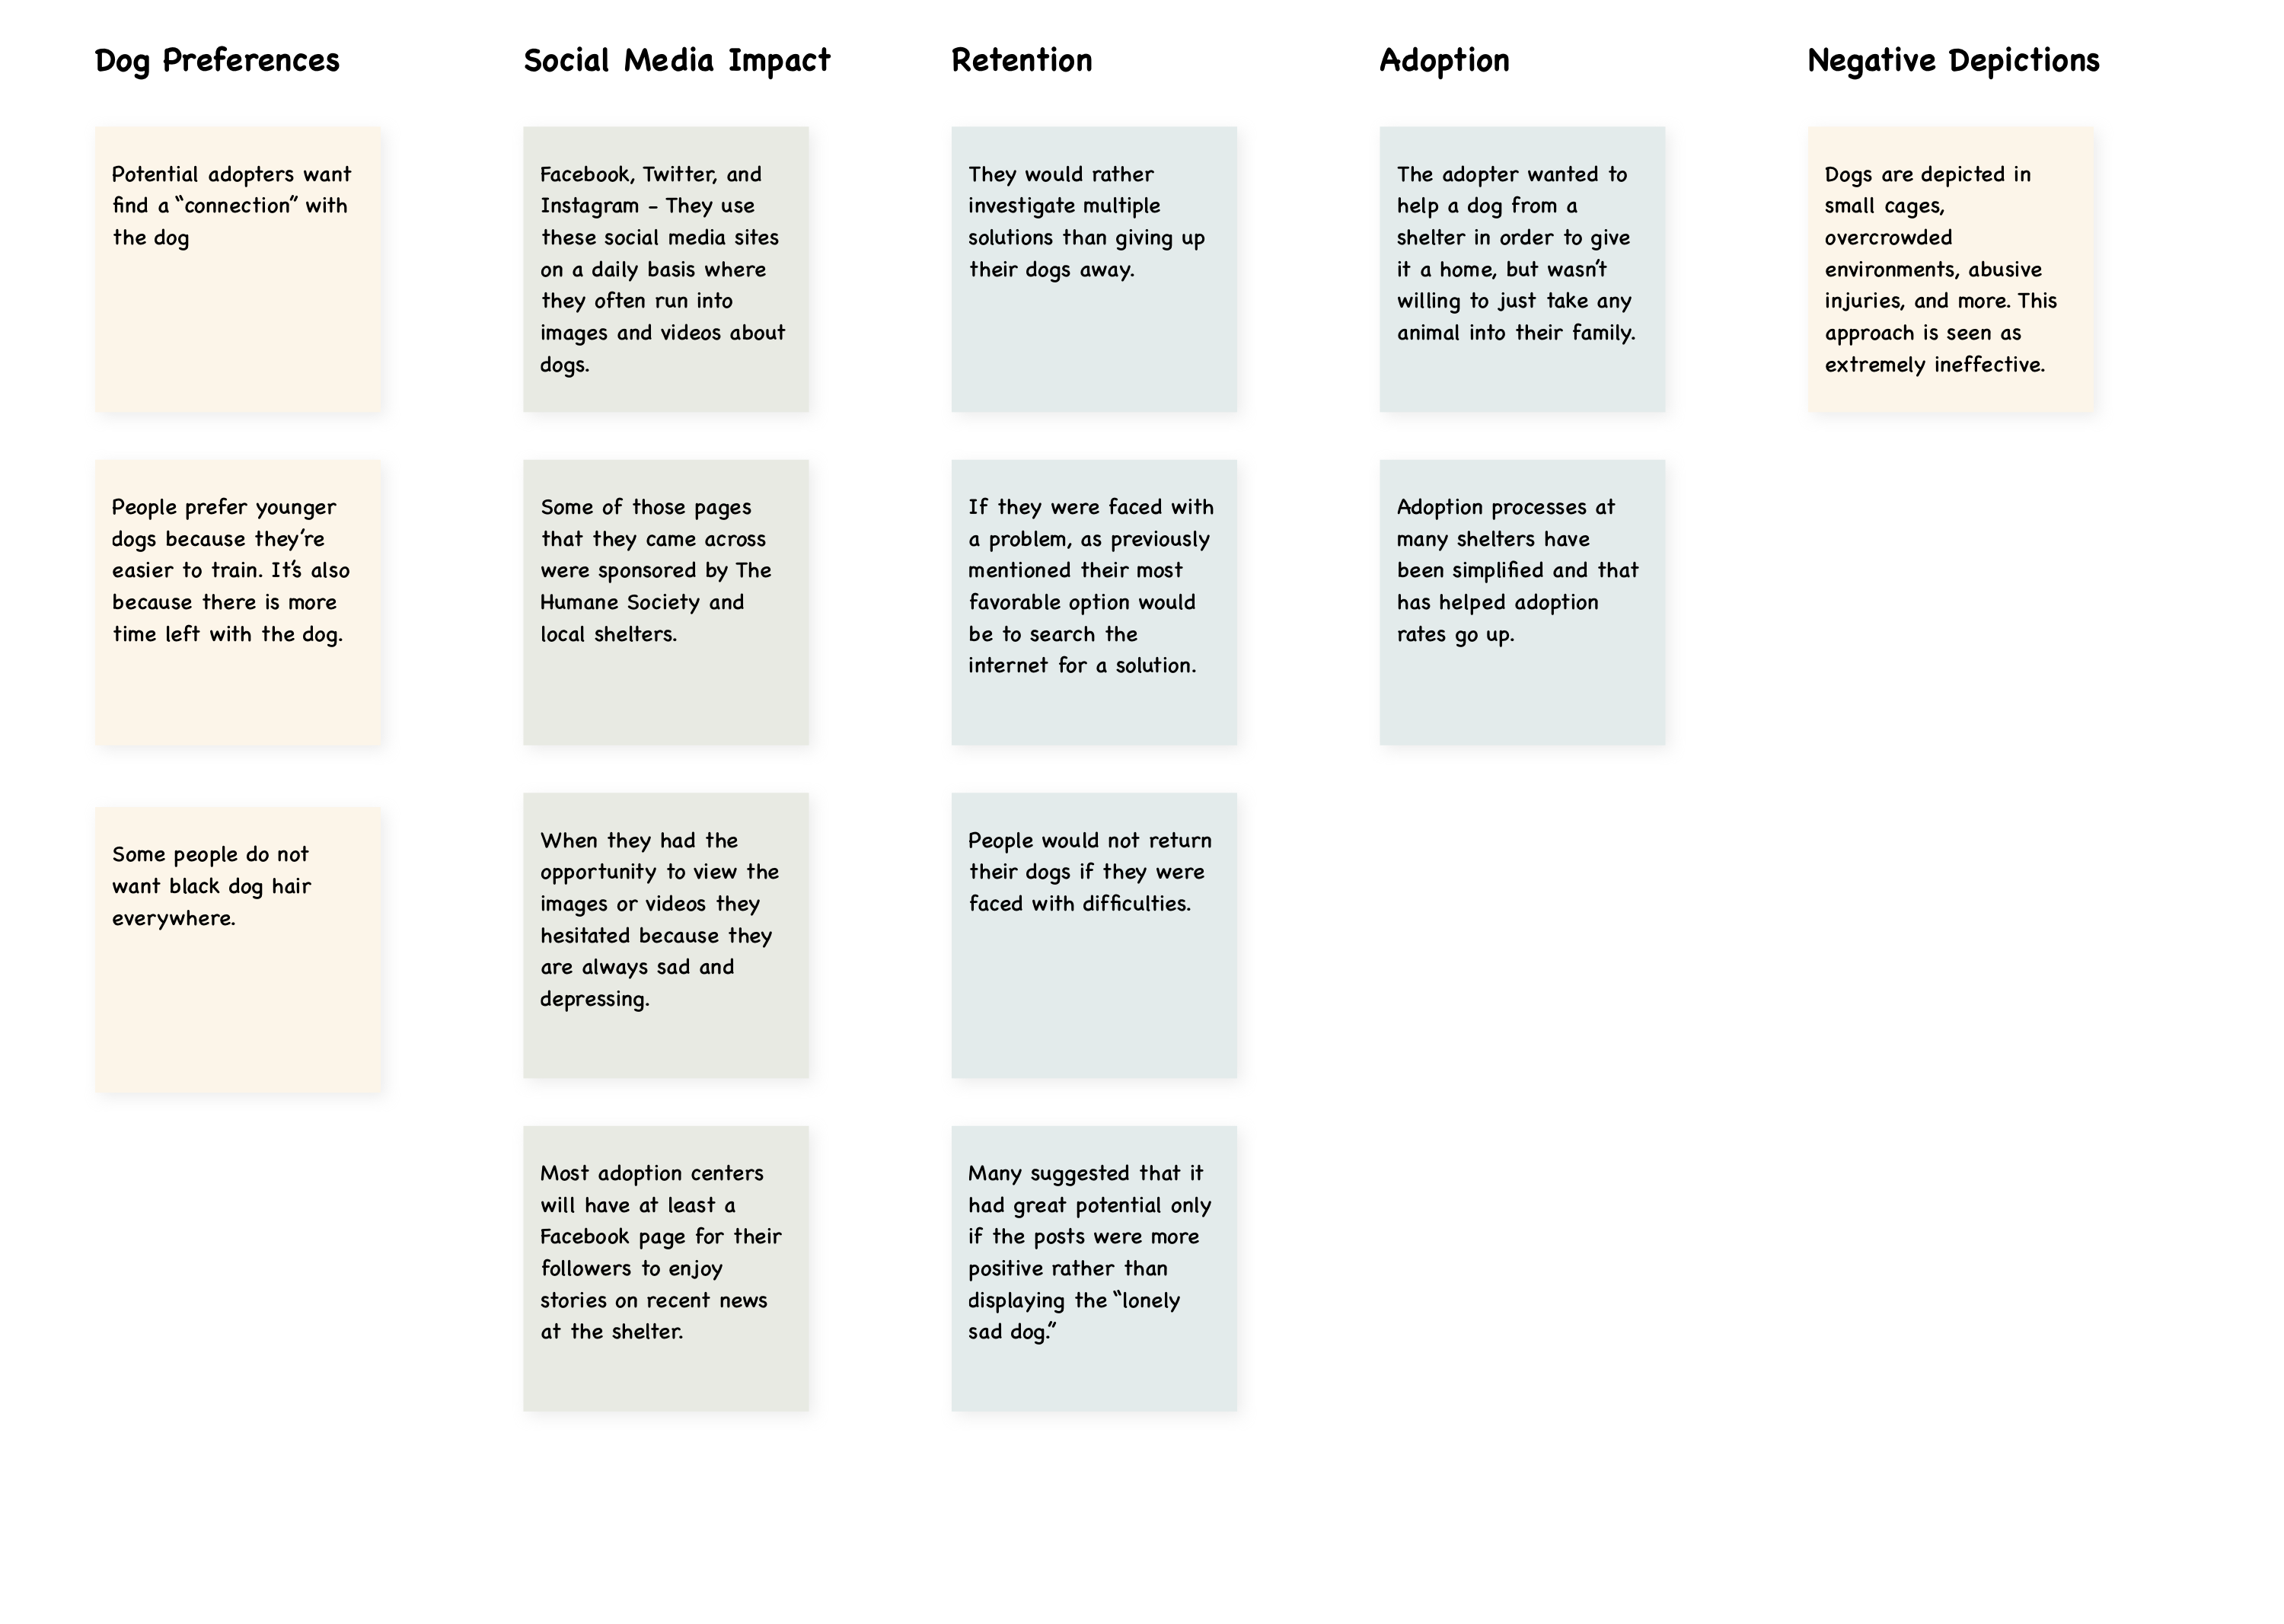 Dog Preferences
Potential adopters want
find a “connection” with
the dog
People prefer younger
dogs because they’re
easier to train. It’s also
because there is more
time left with the dog.
Some people do not
want black dog hair
everywhere.
Social Media Impact
Facebook, Twitter, and
Instagram - They use
these social media sites
on a daily basis where
they often run into
images and videos about
dogs.
Some of those pages
that they came across
were sponsored by The
Humane Society and
local shelters.
When they had the
opportunity to view the
images or videos they
hesitated because they
are always sad and
depressing.
Most adoption centers
will have at least a
Facebook page for their
followers to enjoy
stories on recent news
at the shelter.
Retention
They would rather
investigate multiple
solutions than giving up
their dogs away.
If they were faced with
a problem, as previously
mentioned their most
favorable option would
be to search the
internet for a solution.
People would not return
their dogs if they were
faced with difficulties.
Many suggested that it
had great potential only
if the posts were more
positive rather than
displaying the “lonely
sad dog.”
Adoption
The adopter wanted to
help a dog from a
shelter in order to give
it a home, but wasn’t
willing to just take any
animal into their family.
Adoption processes at
many shelters have
been simplified and that
has helped adoption
rates go up.
Negative Depictions
Dogs are depicted in
small cages,
overcrowded
environments, abusive
injuries, and more. This
approach is seen as
extremely ineffective.